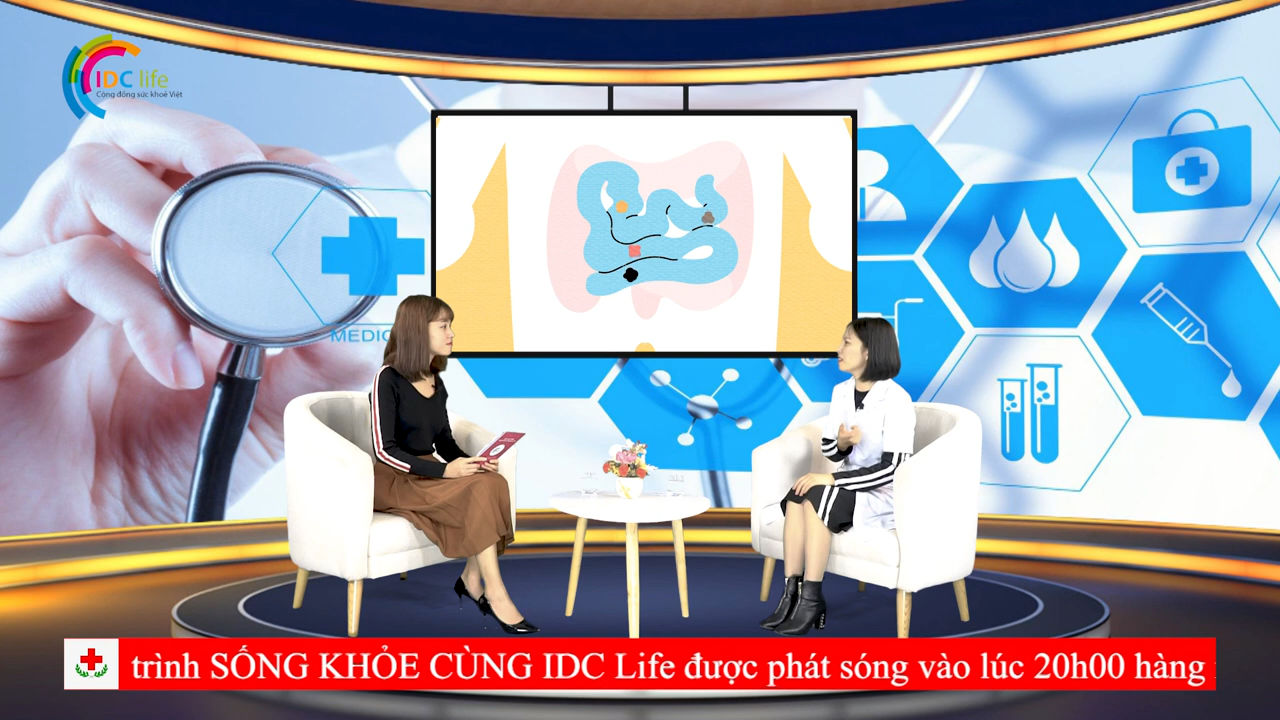 IDC life
Cộng đồng sức khoẻ Việt
MEDIC
trình SỐNG KHỎE CÙNG IDC Life được phát sóng vào lúc 20h00 hàng